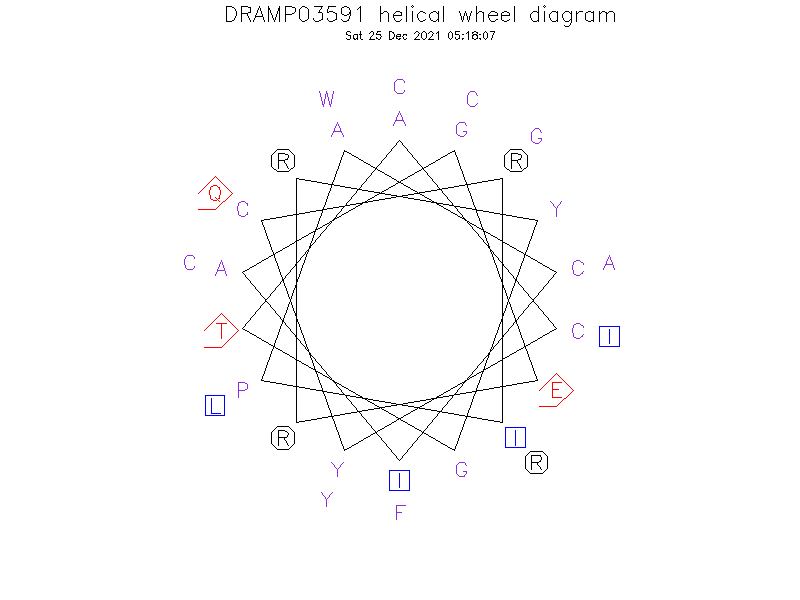 DRAMP03591 helical wheel diagram
Sat 25 Dec 2021 05:18:07
C
W C
A A G G
R R
Q C Y
C A C A
T C I
L P E
R I R
Y I G
Y F